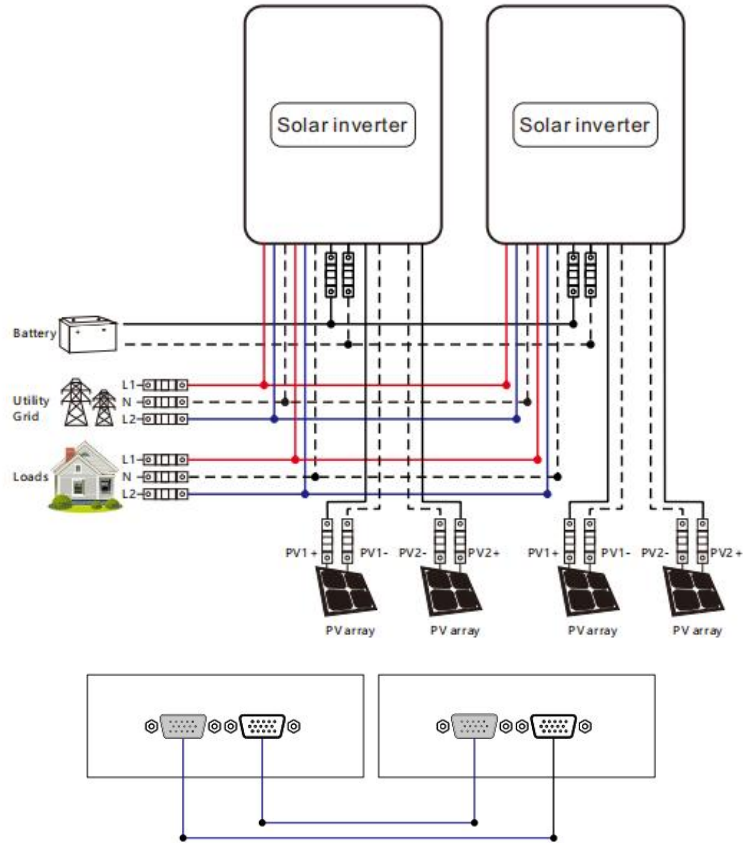 Solar inverter Solar inverter
Battery
+
-
L1
Utility N
Grid L2
L1
Loads N
L2
PV1+ PV1- PV2- PV2+ PV1+ PV1- PV2- PV2+
PV array PV array PV array PV array